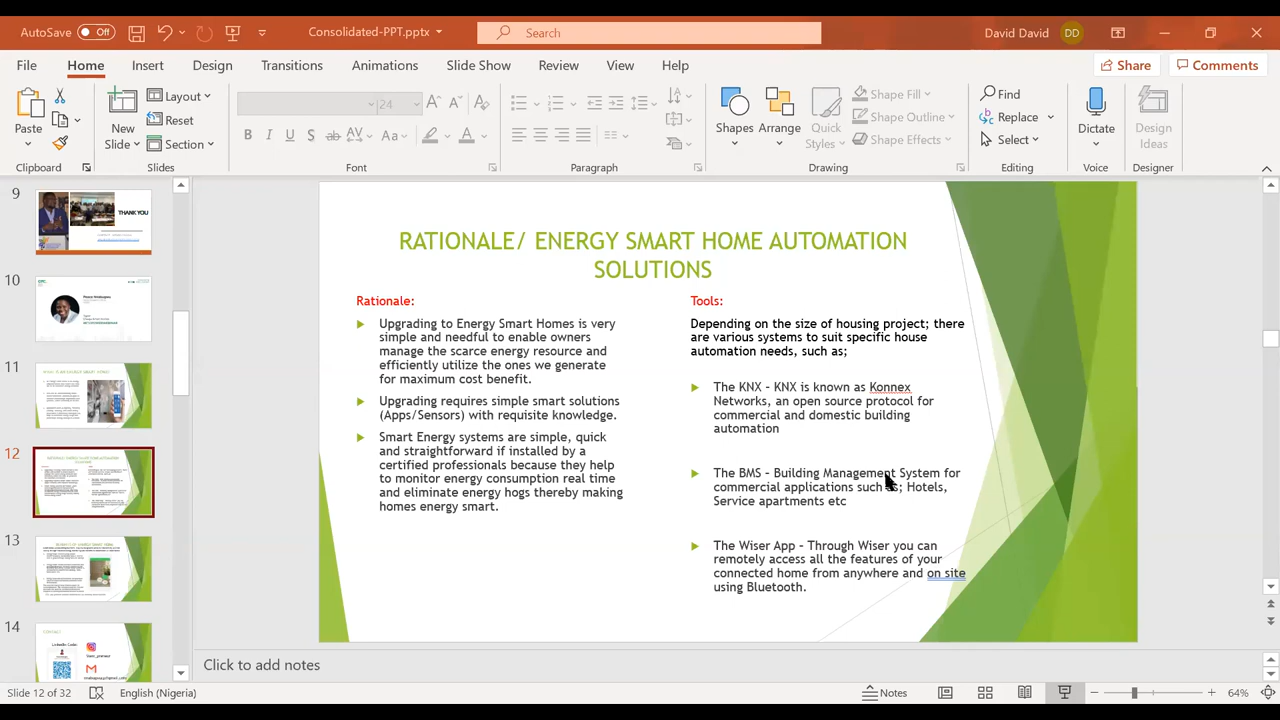 AutoSave Off Consolidated-PPT.pptx Search David David DD
File Home Insert Design Transitions Animations Slide Show Review View Help Share Comments
Paste
Clipboard
New Slide
Layout
Reset
Section
Slides
24
B I U S ab AV Aa A
Font
Paragraph
Shapes
Arrange
Quick Styles
Shape Fill
Shape Outline
Shape Effects
Drawing
Find
Replace
Select
Editing
Dictate
Voice
Design Ideas
Designer
9
THANK YOU
10
11
12
13
14
RATIONALE/ ENERGY SMART HOME AUTOMATION
SOLUTIONS
Rationale:
Upgrading to Energy Smart Homes is very
simple and needful to enable owners
manage the scarce energy resource and
efficiently utilize the ones we generate
for maximum cost benefit.
Upgrading requires simple smart solutions
(Apps/Sensors) with requisite knowledge.
Smart Energy systems are simple, quick
and straightforward if installed by a
certified professionals because they help
to monitor energy consumption real time
and eliminate energy hogs thereby making
homes energy smart.
Tools:
Depending on the size of housing project; there
are various systems to suit specific house
automation needs, such as;
The KNX - KNX is known as Konnex
Networks, an open source protocol for
commercial and domestic building
automation
The BMS - Building Management System for
commercial applications such as; Hotels,
Service apartments etc
The Wiser App - Through Wiser you can
remotely access all the features of your
connected home from anywhere and on site
using Bluetooth.
Click to add notes
Slide 12 of 32 English (Nigeria) Notes 64%